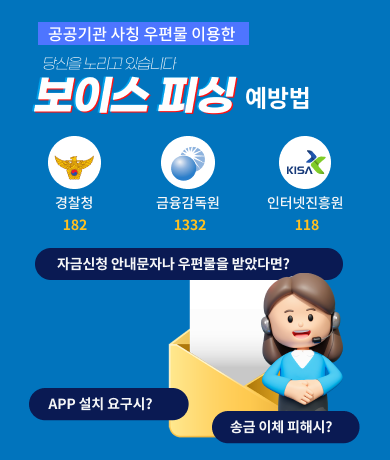 공공기관 사칭 우편물 이용한
당신을 노리고 있습니다
보이스 피싱 예방법
KISA
경찰청 금융감독원 인터넷진흥원
182 1332 118
자금신청 안내문자나 우편물을 받았다면?
APP 설치 요구시?
송금 이체 피해시?